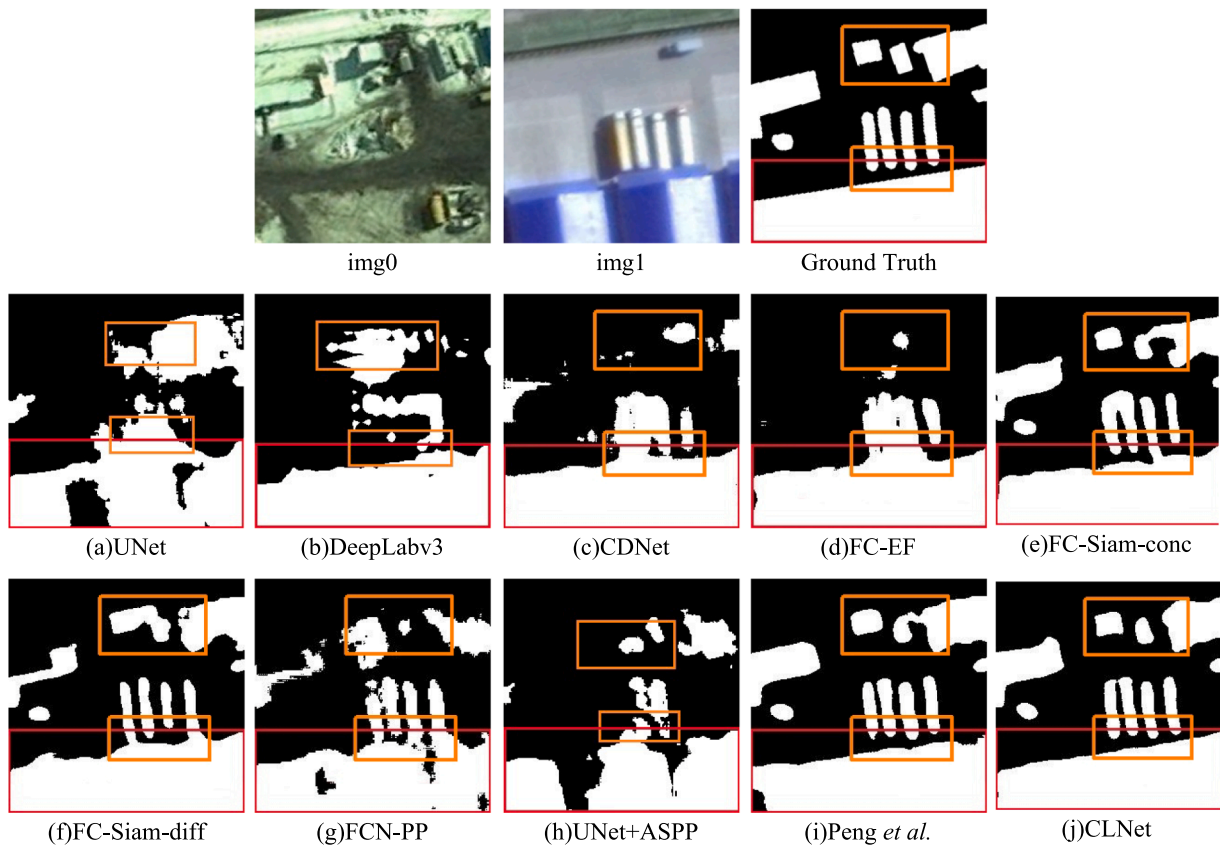 img0
img1
Ground Truth
(a)UNet
(b)DeepLabv3
(c)CDNet
(d)FC-EF
(e)FC-Siam-conc
(f)FC-Siam-diff
(g)FCN-PP
(h)UNet+ASPP
(i)Peng et al.
(j)CLNet